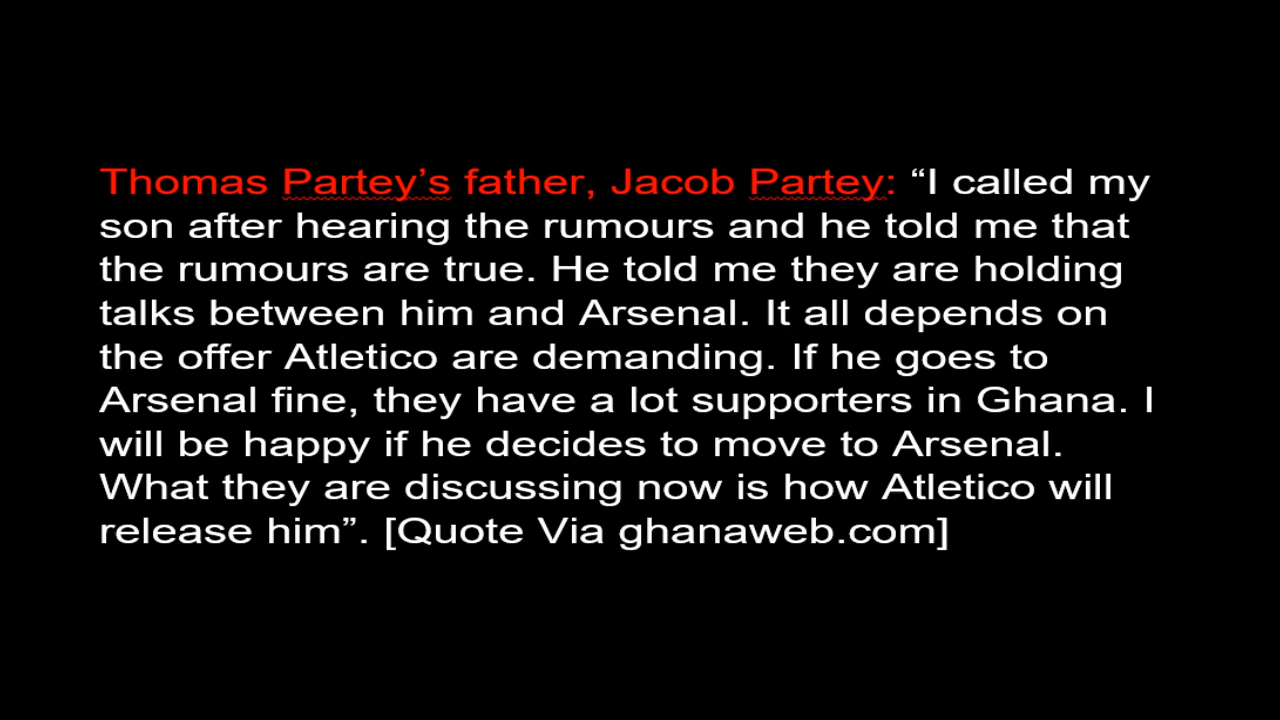 Thomas Partey’s father, Jacob Partey: “I called my
son after hearing the rumours and he told me that
the rumours are true. He told me they are holding
talks between him and Arsenal. It all depends on
the offer Atletico are demanding. If he goes to
Arsenal fine, they have a lot supporters in Ghana. I
will be happy if he decides to move to Arsenal.
What they are discussing now is how Atletico will
release him”. [Quote Via ghanaweb.com]